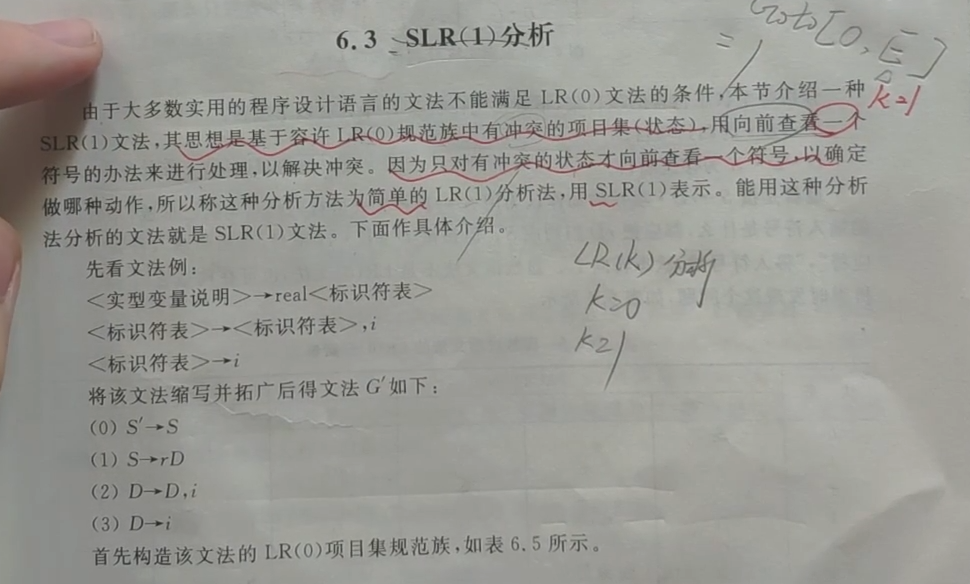 6.3 SLR(1)分析
Goto[0, E]
= 1
k=1
由于大多数实用的程序设计语言的文法不能满足 LR(0)文法的条件,本节介绍一种
SLR(1)文法,其思想是基于容许 LR(0)规范族中有冲突的项目集(状态),用向前查看一个
符号的办法来进行处理,以解决冲突。因为只对有冲突的状态才向前查看一个符号,以确定
做哪种动作,所以称这种分析方法为简单的 LR(1)分析法,用 SLR(1)表示。能用这种分析
法分析的文法就是 SLR(1)文法。下面作具体介绍。
先看文法例:
LR(k) 分析
<实型变量说明>→real<标识符表>
k=0
<标识符表>→<标识符表>,i
k=1
<标识符表>→i
将该文法缩写并拓广后得文法 G′如下:
(0) S′→S
(1) S→rD
(2) D→D,i
(3) D→i
首先构造该文法的 LR(0)项目集规范族,如表 6.5 所示。